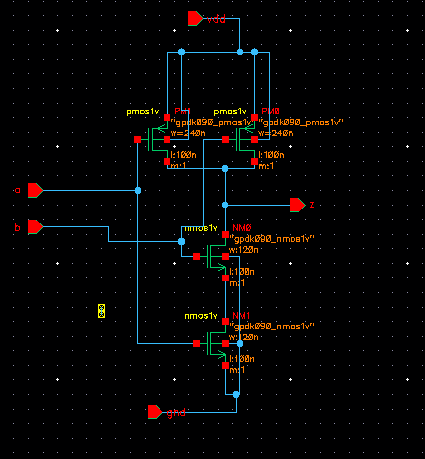 vdd
pmos1v
pmos1v PM0
"gpdk090_pmos1v"
"gpdk090_pmos1v"
w=240n
w=240n
l:100n
l:100n
m:1
m:1
a
z
b
nmos1v NM0
"gpdk090_nmos1v"
w:120n
l:100n
m:1
nmos1v NM1
"gpdk090_nmos1v"
w:120n
l:100n
m:1
gnd